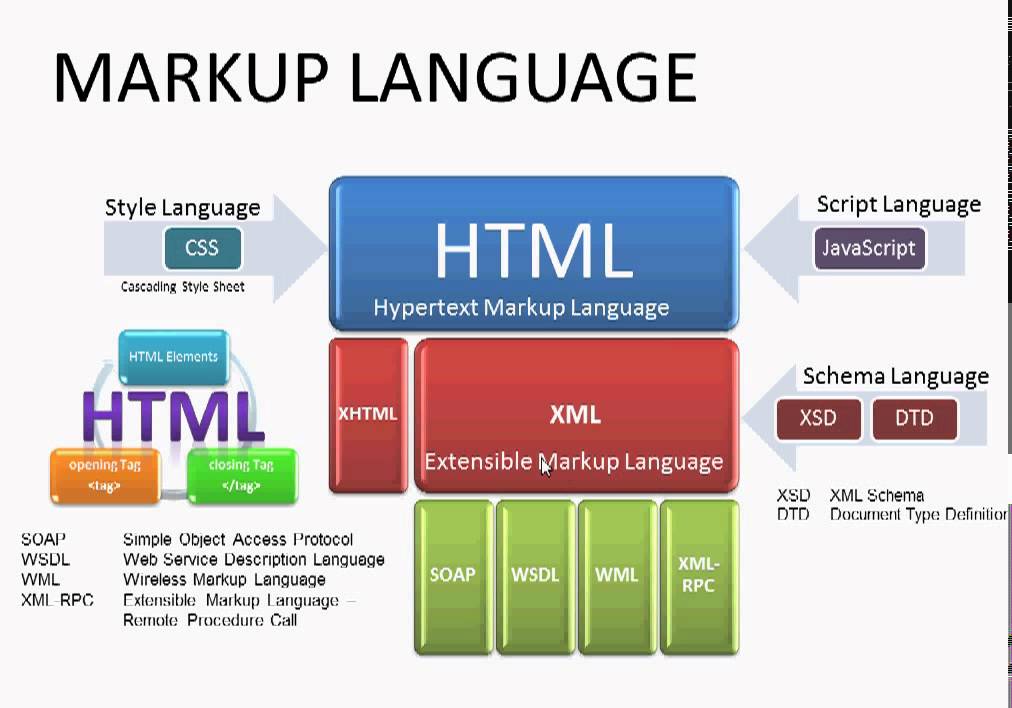 MARKUP LANGUAGE
Style Language
CSS
Cascading Style Sheet
HTML
Hypertext Markup Language
Script Language
JavaScript
HTML Elements
HTML
opening Tag
<tag>
closing Tag
</tag>
XHTML
XML
Extensible Markup Language
Schema Language
XSD
DTD
XSD XML Schema
DTD Document Type Definition
SOAP
WSDL
WML
XML-
RPC
SOAP Simple Object Access Protocol
WSDL Web Service Description Language
WML Wireless Markup Language
XML-RPC Extensible Markup Language –
Remote Procedure Call